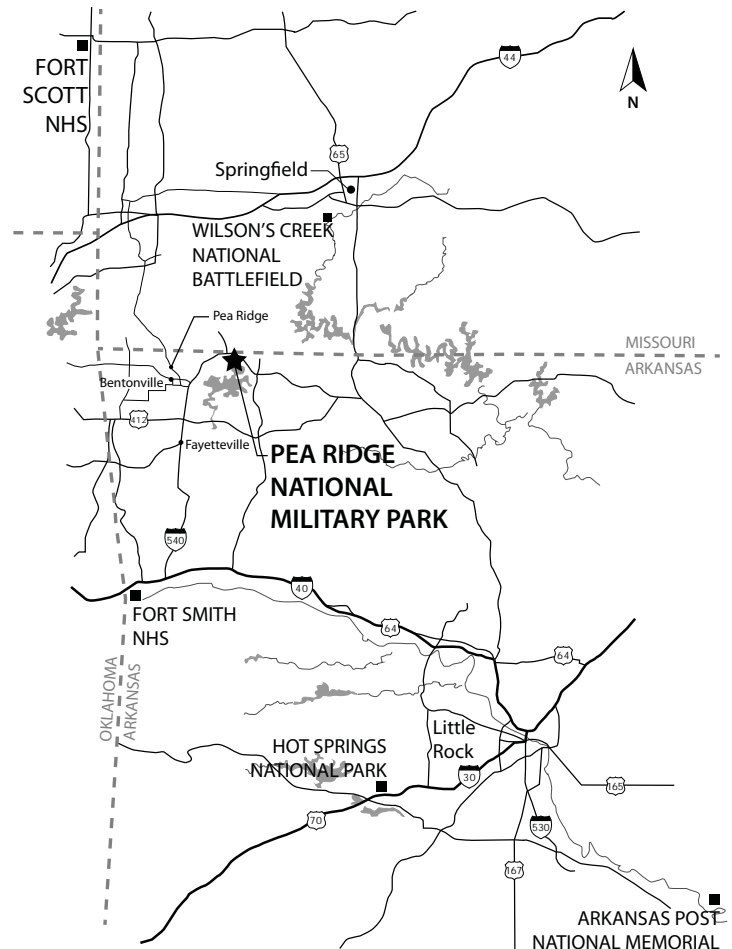 FORT
SCOTT
NHS
44
N
65
Springfield
WILSON'S CREEK
NATIONAL
BATTLEFIELD
Pea Ridge
MISSOURI
ARKANSAS
Bentonville
412
Fayetteville
PEA RIDGE
NATIONAL
MILITARY PARK
540
40
FORT SMITH
NHS
64
64
OKLAHOMA
ARKANSAS
Little
Rock
HOT SPRINGS
NATIONAL PARK
30
165
70
530
167
ARKANSAS POST
NATIONAL MEMORIAL